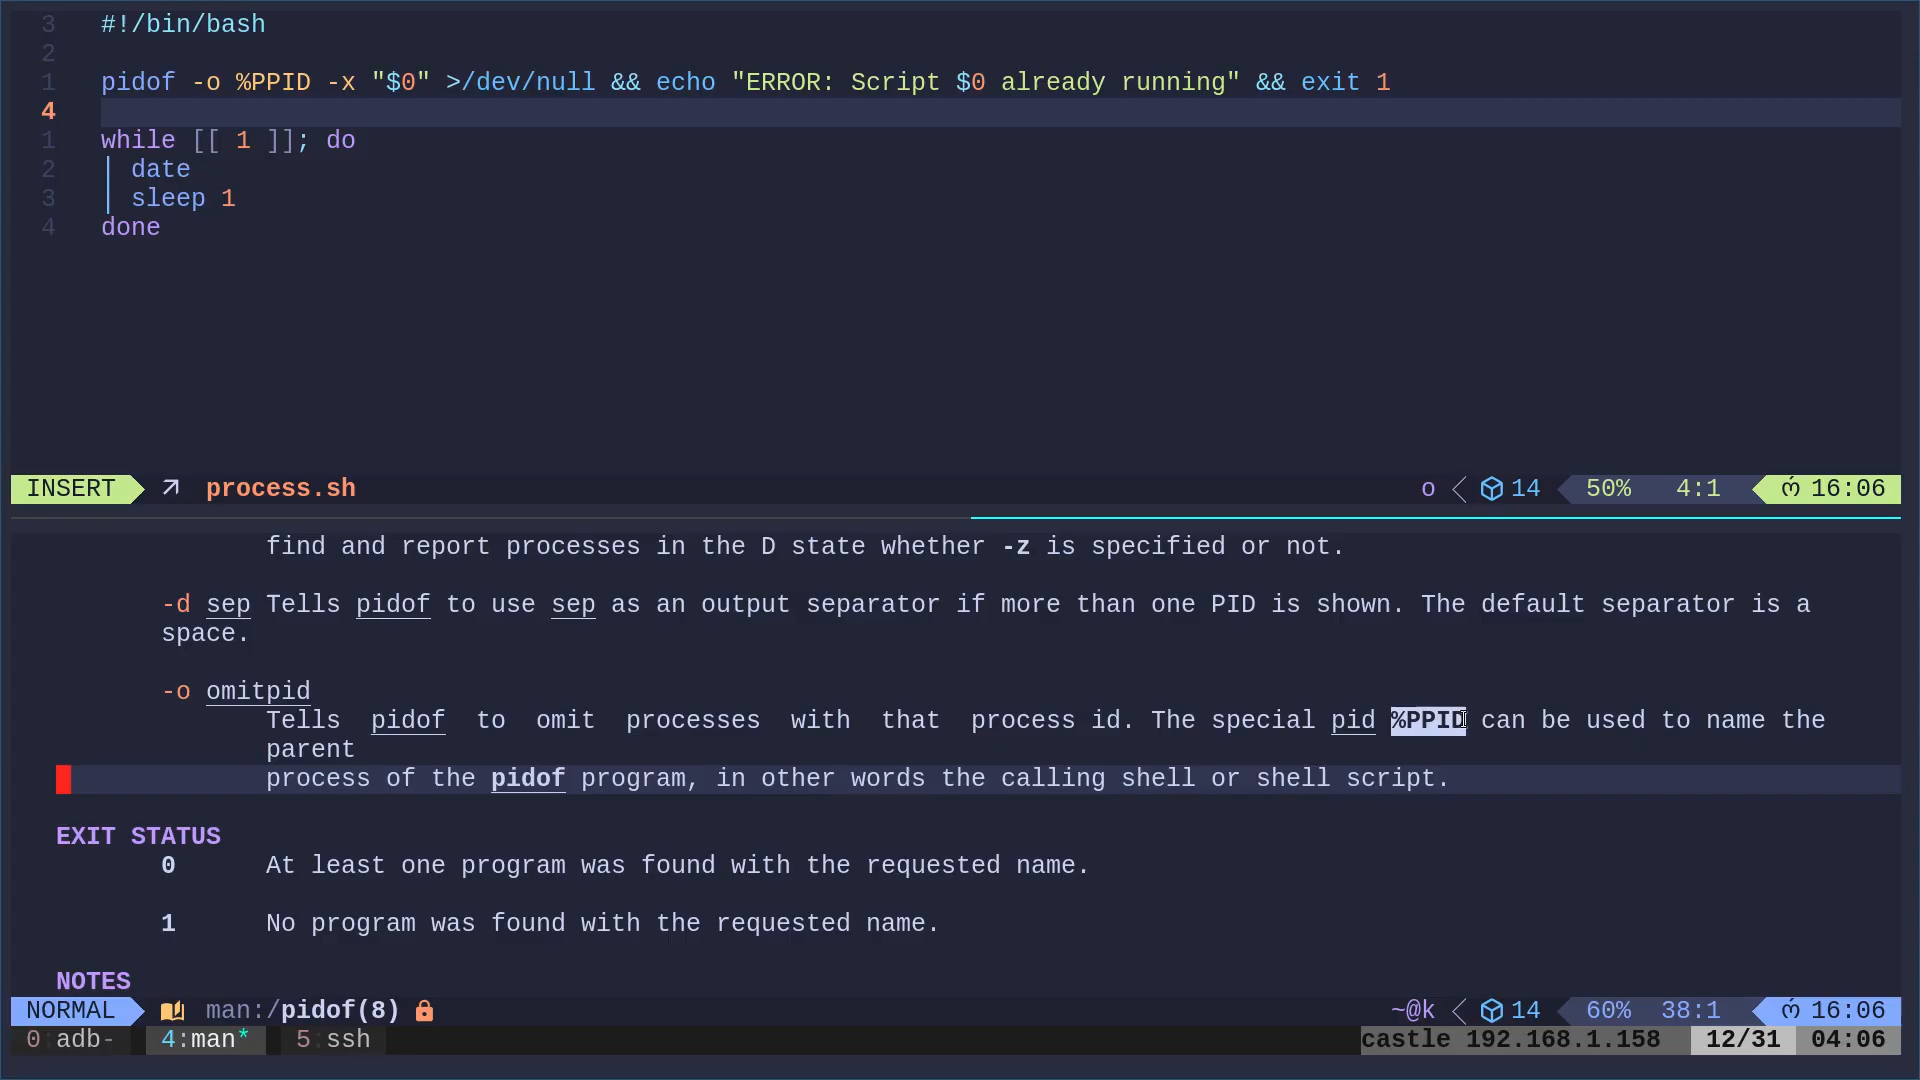 3 #!/bin/bash
2
1 pidof -o %PPID -x "$0" >/dev/null && echo "ERROR: Script $0 already running" && exit 1
4
1 while [[ 1 ]]; do
2 date
3 sleep 1
4 done
INSERT process.sh o 14 50% 4:1 16:06
find and report processes in the D state whether -z is specified or not.
-d sep Tells pidof to use sep as an output separator if more than one PID is shown. The default separator is a
space.
-o omitpid
Tells pidof to omit processes with that process id. The special pid %PPID can be used to name the
parent
process of the pidof program, in other words the calling shell or shell script.
EXIT STATUS
0 At least one program was found with the requested name.
1 No program was found with the requested name.
NOTES
NORMAL man:/pidof(8) ~@k 14 60% 38:1 16:06
0:adb- 4:man* 5:ssh castle 192.168.1.158 12/31 04:06